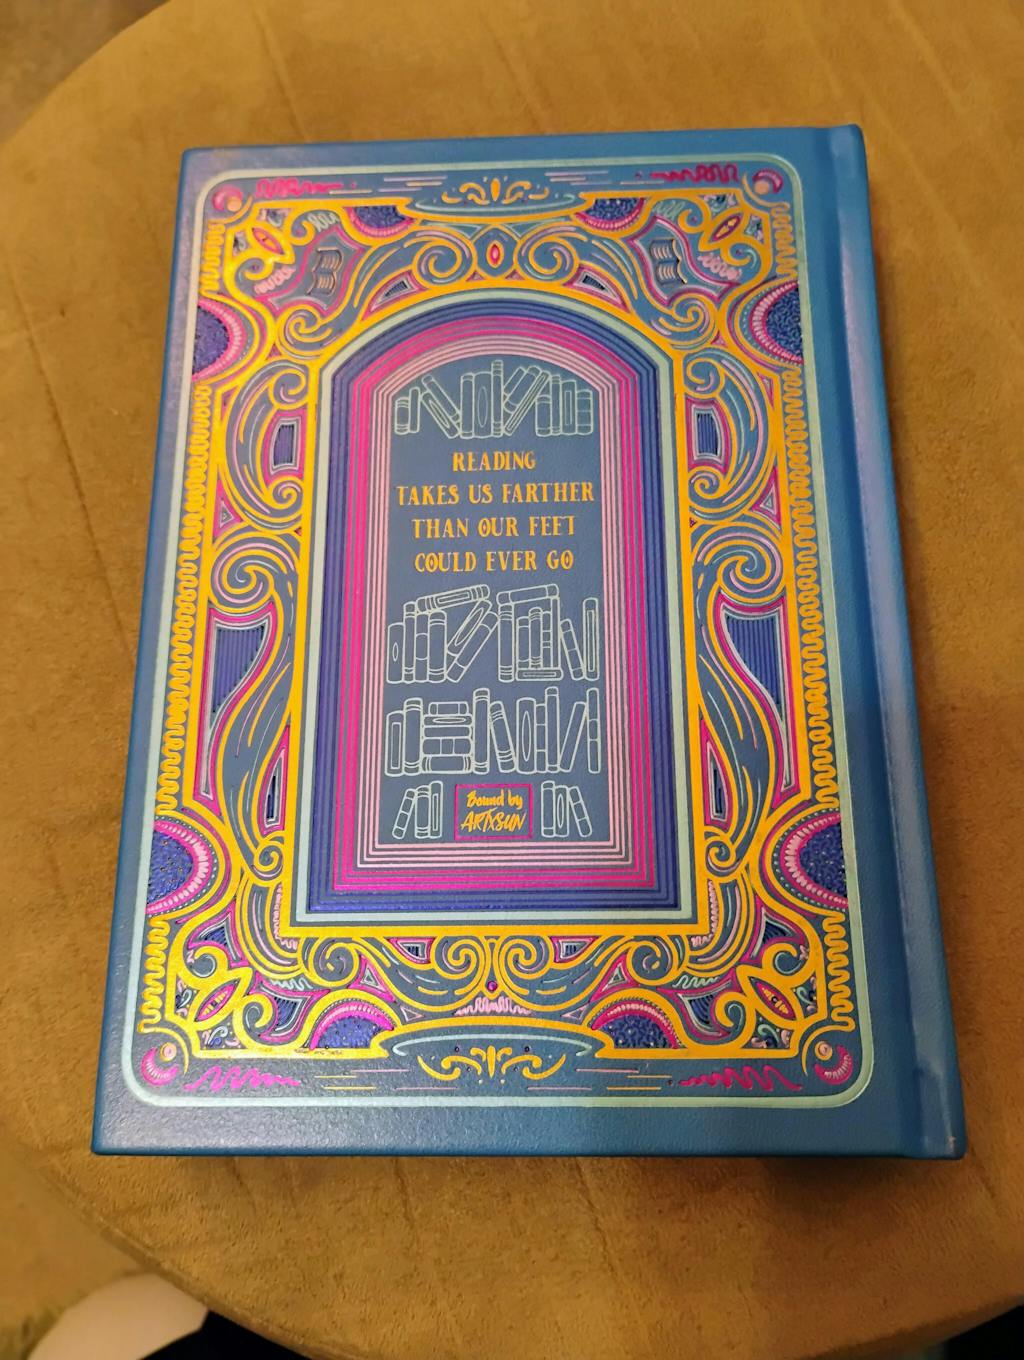 READING
TAKES US FARTHER
THAN OUR FEET
COULD EVER GO
Bound by
ARTXSUN